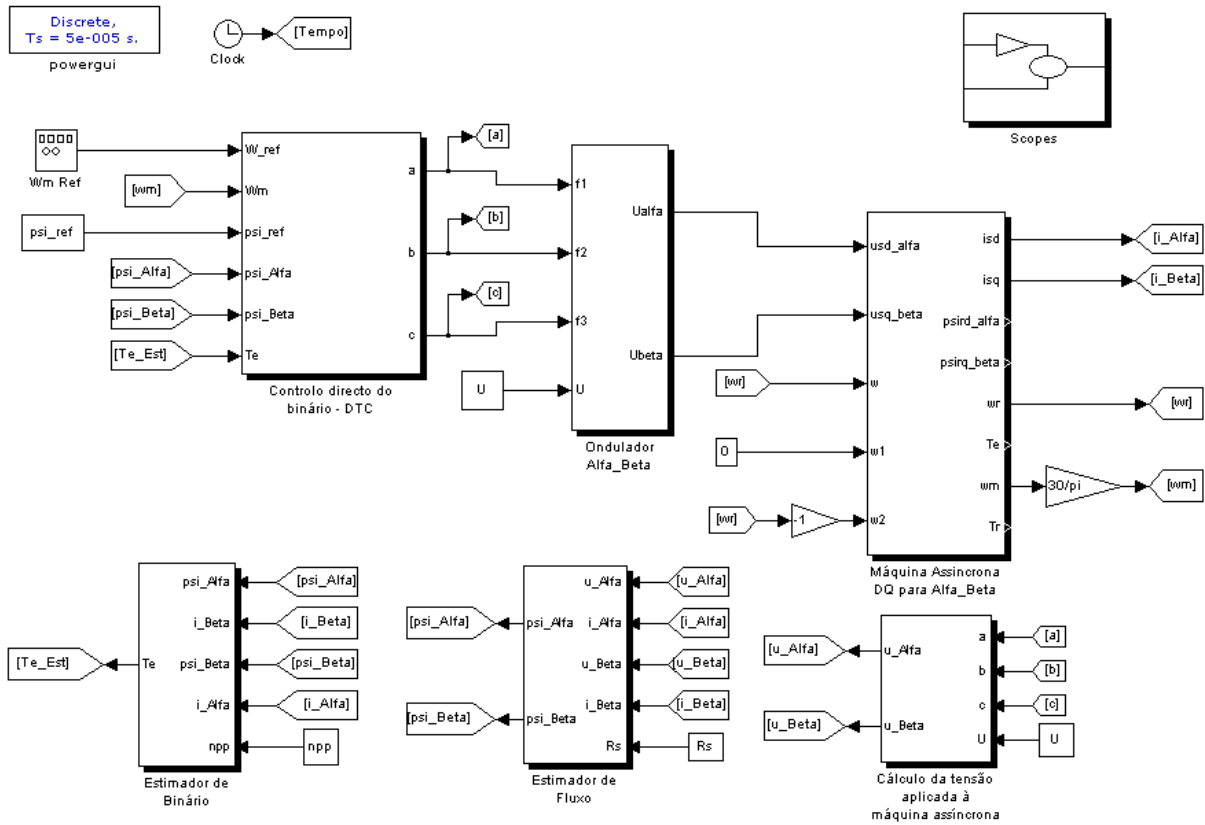 Discrete,
Ts = 5e-005 s.
powergui
Clock
[Tempo]
Scopes
Wm Ref
[wm]
psi_ref
[psi_Alfa]
[psi_Beta]
[Te_Est]
W_ref
Wm
psi_ref
psi_Alfa
psi_Beta
Te
a
b
c
Controlo directo do
binário - DTC
[a]
[b]
[c]
U
f1
f2
f3
U
Ualfa
Ubeta
Ondulador
Alfa_Beta
[wr]
0
[wr]
-1
usd_alfa
usq_beta
w
w1
w2
isd
isq
psird_alfa
psirq_beta
wr
Te
wm
Tr
Máquina Assincrona
DQ para Alfa_Beta
[i_Alfa]
[i_Beta]
[wr]
30/pi
[wm]
[Te_Est]
Te
psi_Alfa
i_Beta
psi_Beta
i_Alfa
npp
[psi_Alfa]
[i_Beta]
[psi_Beta]
[i_Alfa]
npp
Estimador de
Binário
[psi_Alfa]
[psi_Beta]
psi_Alfa
psi_Beta
u_Alfa
i_Alfa
u_Beta
i_Beta
Rs
[u_Alfa]
[i_Alfa]
[u_Beta]
[i_Beta]
Rs
Estimador de
Fluxo
[u_Alfa]
[u_Beta]
u_Alfa
u_Beta
a
b
c
U
[a]
[b]
[c]
U
Cálculo da tensão
aplicada à
máquina assíncrona